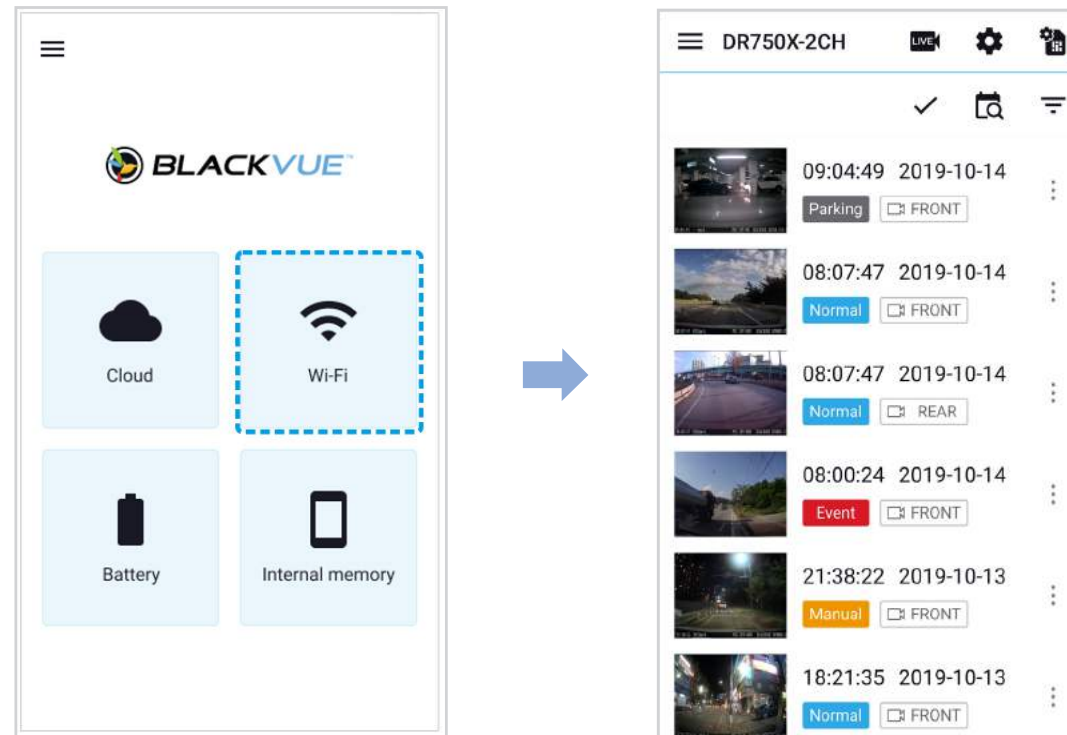 BLACKVUE™
Cloud
Wi-Fi
Battery
Internal memory
DR750X-2CH
LIVE
09:04:49 2019-10-14
Parking FRONT
08:07:47 2019-10-14
Normal FRONT
08:07:47 2019-10-14
Normal REAR
08:00:24 2019-10-14
Event FRONT
21:38:22 2019-10-13
Manual FRONT
18:21:35 2019-10-13
Normal FRONT